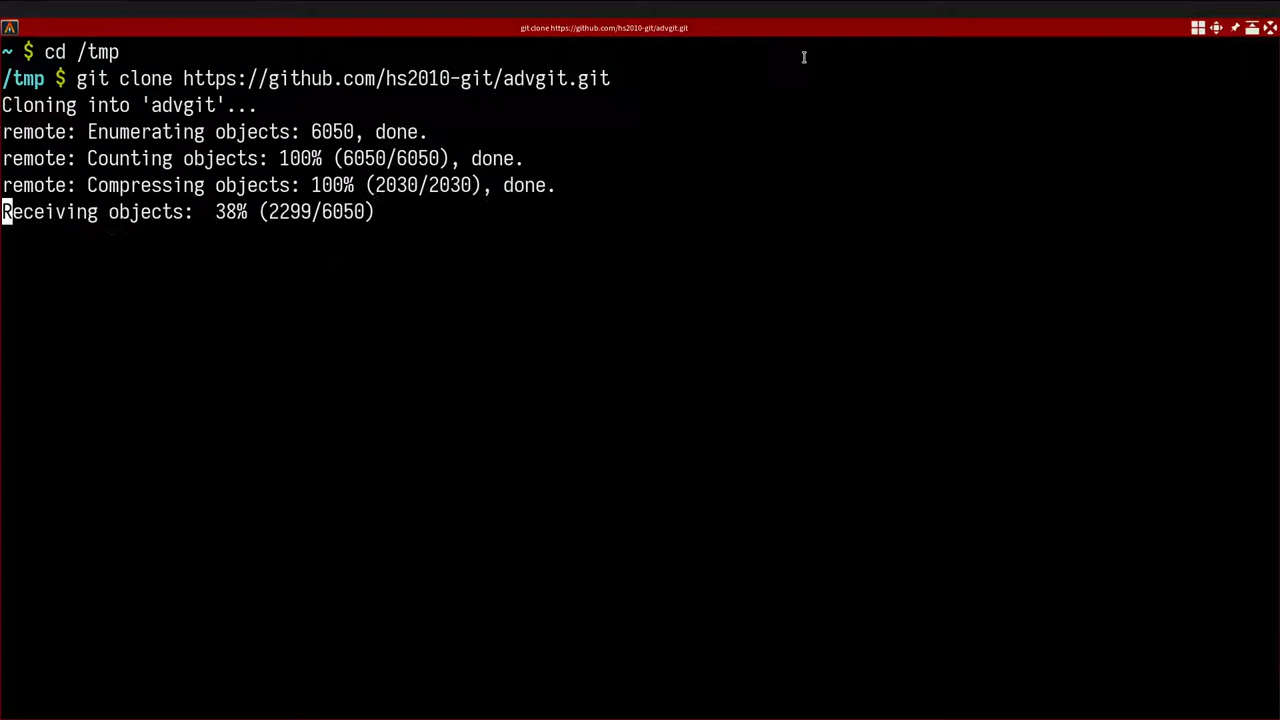 git clone https://github.com/hs2010-git/advgit.git
~ $ cd /tmp
/tmp $ git clone https://github.com/hs2010-git/advgit.git
Cloning into 'advgit'...
remote: Enumerating objects: 6050, done.
remote: Counting objects: 100% (6050/6050), done.
remote: Compressing objects: 100% (2030/2030), done.
Receiving objects:  38% (2299/6050)